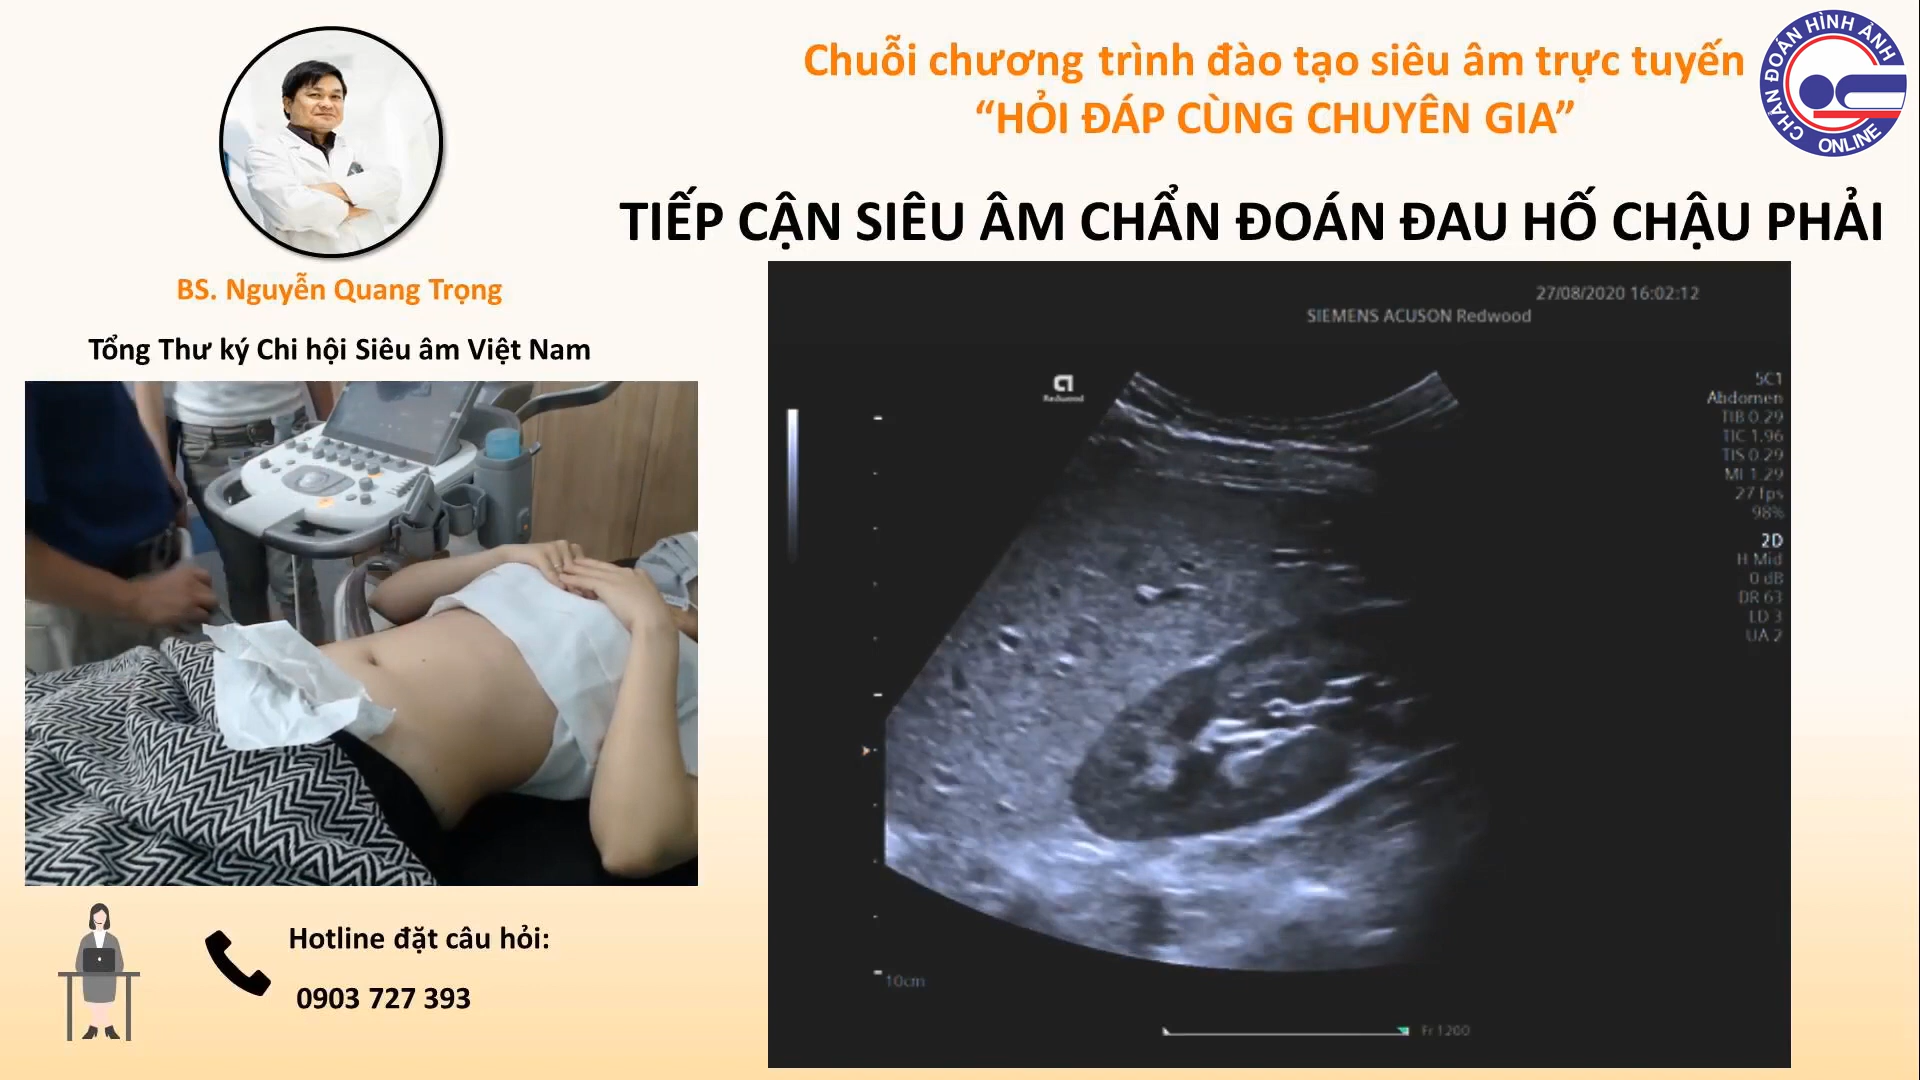 Chuỗi chương trình đào tạo siêu âm trực tuyến
“HỎI ĐÁP CÙNG CHUYÊN GIA”
CHẨN ĐOÁN HÌNH ẢNH
ONLINE
TIẾP CẬN SIÊU ÂM CHẨN ĐOÁN ĐAU HỐ CHẬU PHẢI
BS. Nguyễn Quang Trọng
Tổng Thư ký Chi hội Siêu âm Việt Nam
27/08/2020 16:02:12
SIEMENS ACUSON Redwood
Redwood
5C1
Abdomen
TIB 0.29
TIC 1.96
TIS 0.29
MI 1.29
27 fps
98%
2D
H Mid
0 dB
DR 63
LD 3
UA 2
10cm
Fr 1200
Hotline đặt câu hỏi:
0903 727 393